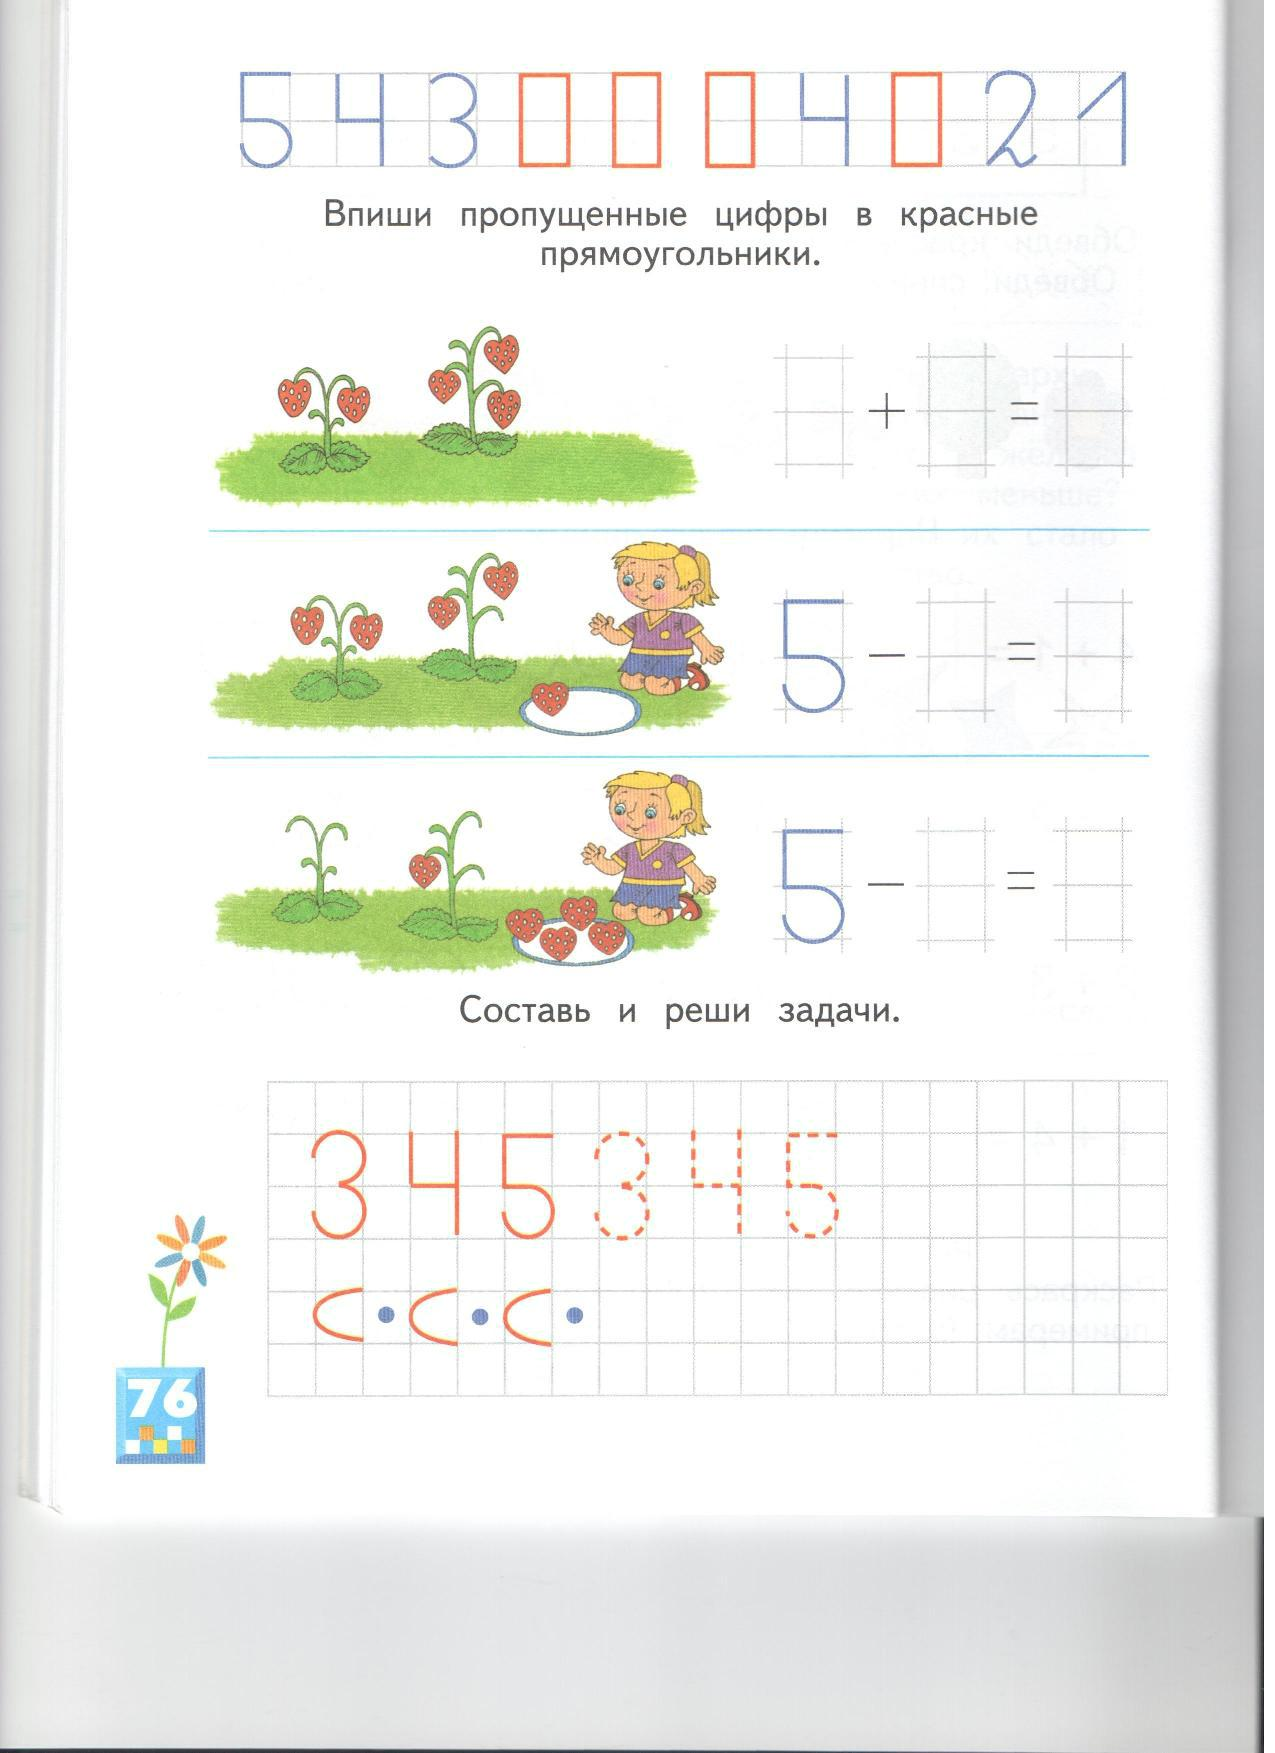 5 4 3 4 2 1
Впиши пропущенные цифры в красные
прямоугольники.
+ =
5 - =
5 - =
Составь и реши задачи.
3 4 5 3 4 5
76